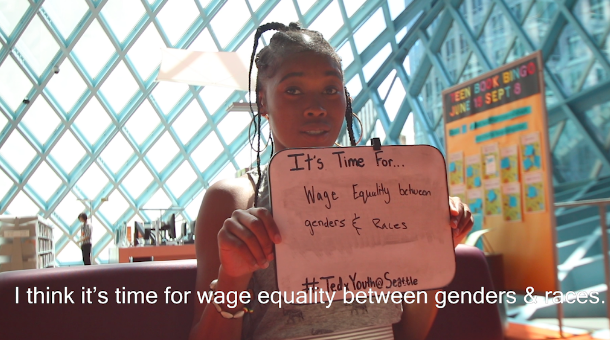 TEEN BOOK BINGO
It's Time For...
Wage Equality between
genders & Races
#TedxYouth@Seattle
I think it's time for wage equality between genders & races.